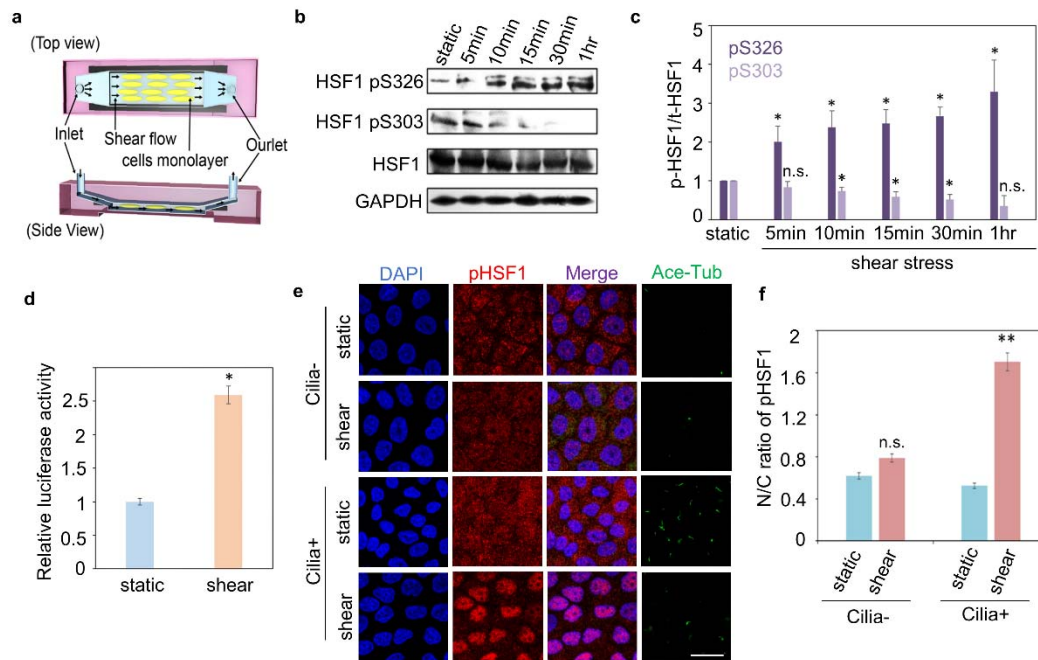 a
(Top view)
Inlet
Shear flow
cells monolayer
Ourlet
(Side View)
b
static
5min
10min
15min
30min
1hr
HSF1 pS326
HSF1 pS303
HSF1
GAPDH
c
p-HSF1/t-HSF1
5
4
3
2
1
0
pS326
pS303
*
n.s.
*
*
*
*
*
*
*
n.s.
static
5min
10min
15min
30min
1hr
shear stress
d
Relative luciferase activity
2.5
2
1.5
1
0.5
0
*
static
shear
e
DAPI
pHSF1
Merge
Ace-Tub
Cilia-
static
shear
Cilia+
static
shear
f
N/C ratio of pHSF1
2
1.6
1.2
0.8
0.4
0
n.s.
**
static
shear
static
shear
Cilia-
Cilia+